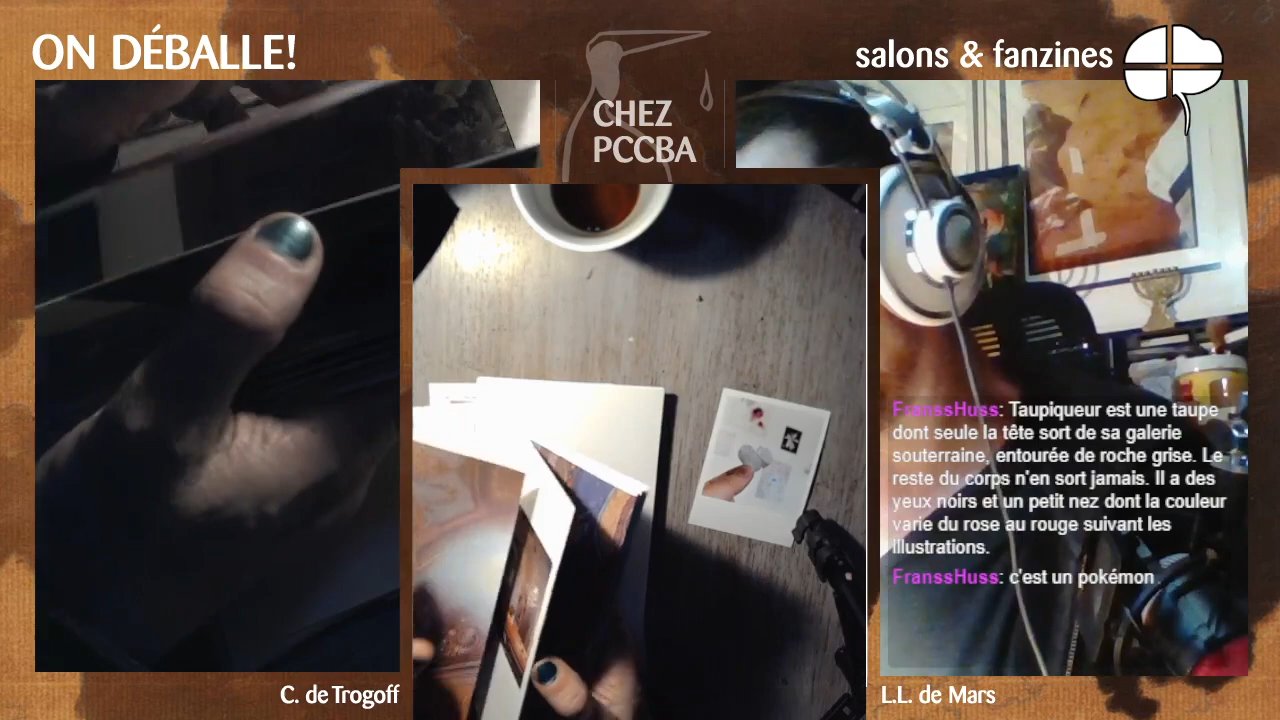 ON DÉBALLE!
salons & fanzines
CHEZ
PCCBA
FranssHuss: Taupiqueur est une taupe
dont seule la tête sort de sa galerie
souterraine, entourée de roche grise. Le
reste du corps n'en sort jamais. Il a des
yeux noirs et un petit nez dont la couleur
varie du rose au rouge suivant les
illustrations.
FranssHuss: c'est un pokémon
C. de Trogoff
L.L. de Mars